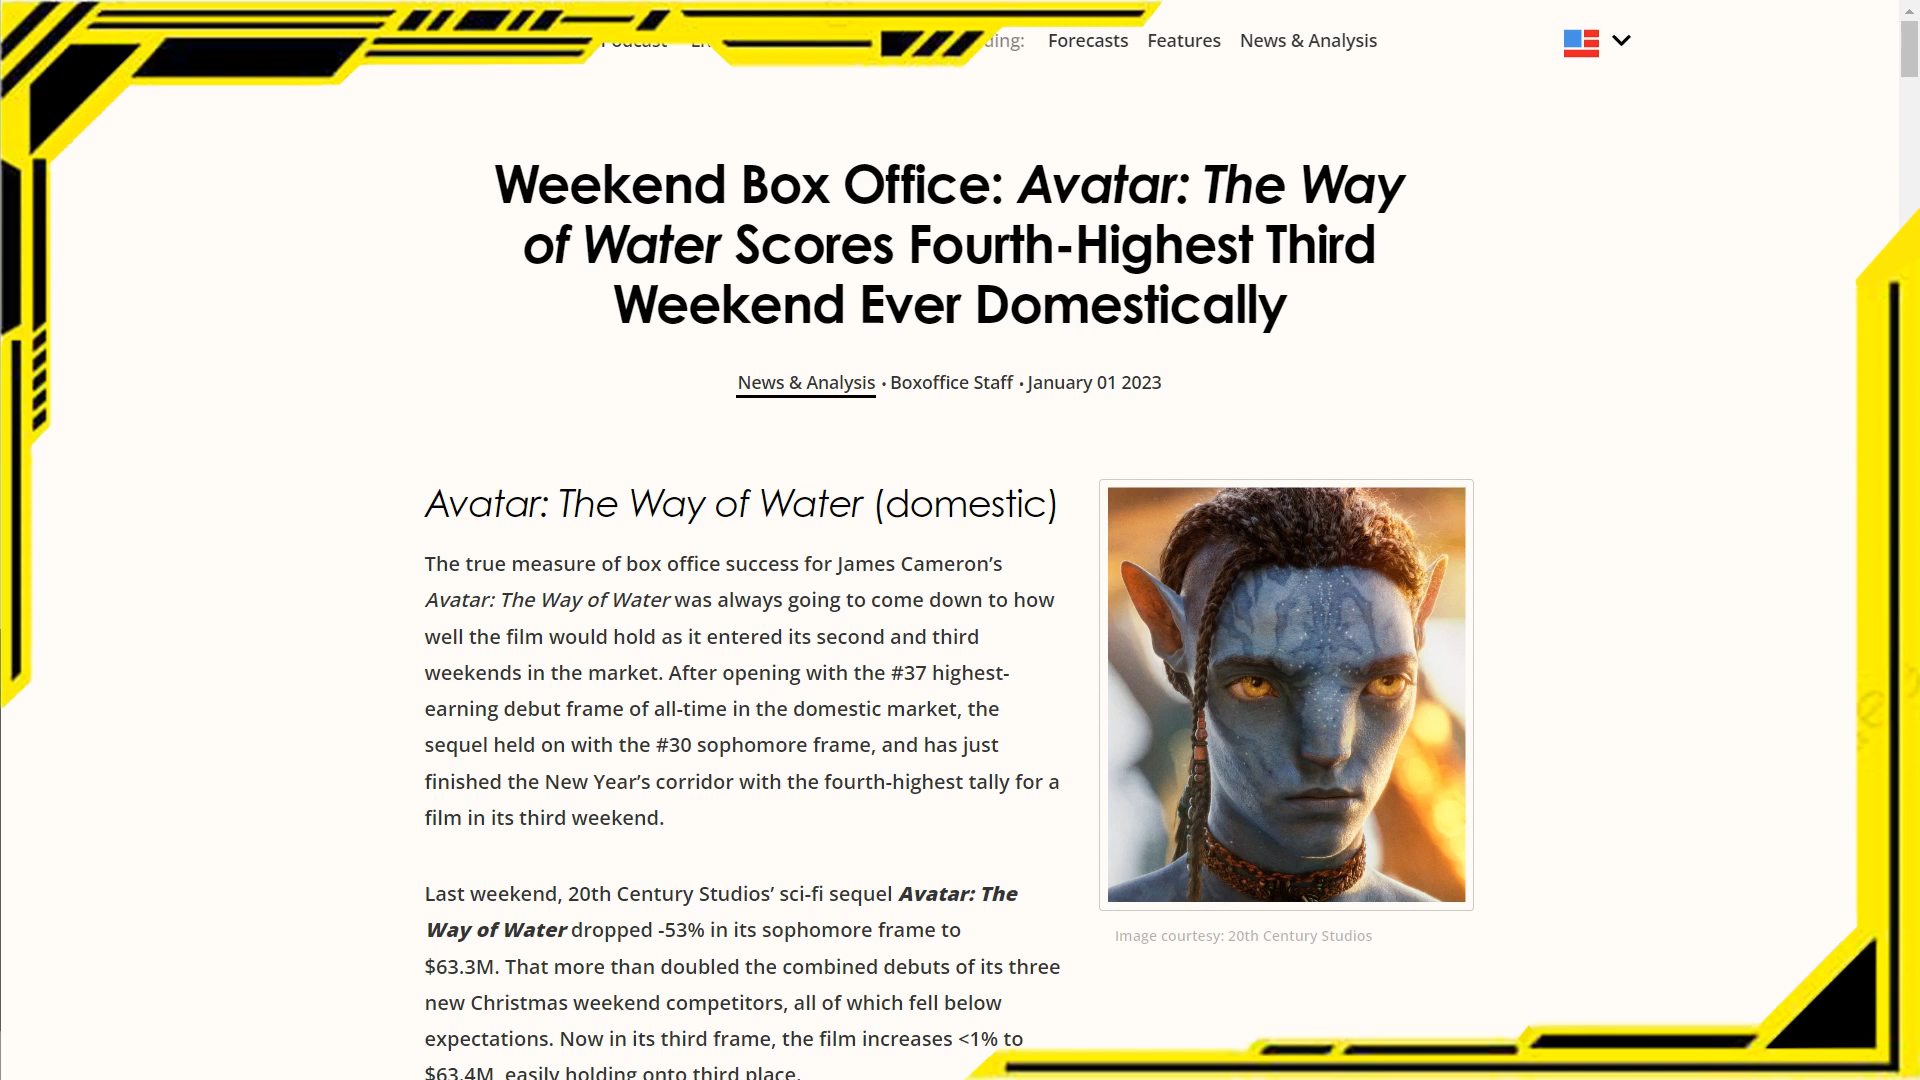 Podcast
Forecasts Features News & Analysis
Weekend Box Office: Avatar: The Way
of Water Scores Fourth-Highest Third
Weekend Ever Domestically
News & Analysis • Boxoffice Staff • January 01 2023
Avatar: The Way of Water (domestic)
The true measure of box office success for James Cameron’s
Avatar: The Way of Water was always going to come down to how
well the film would hold as it entered its second and third
weekends in the market. After opening with the #37 highest-
earning debut frame of all-time in the domestic market, the
sequel held on with the #30 sophomore frame, and has just
finished the New Year’s corridor with the fourth-highest tally for a
film in its third weekend.
Last weekend, 20th Century Studios’ sci-fi sequel Avatar: The
Way of Water dropped -53% in its sophomore frame to
$63.3M. That more than doubled the combined debuts of its three
new Christmas weekend competitors, all of which fell below
expectations. Now in its third frame, the film increases <1% to
$63.4M, easily holding onto third place.
Image courtesy: 20th Century Studios